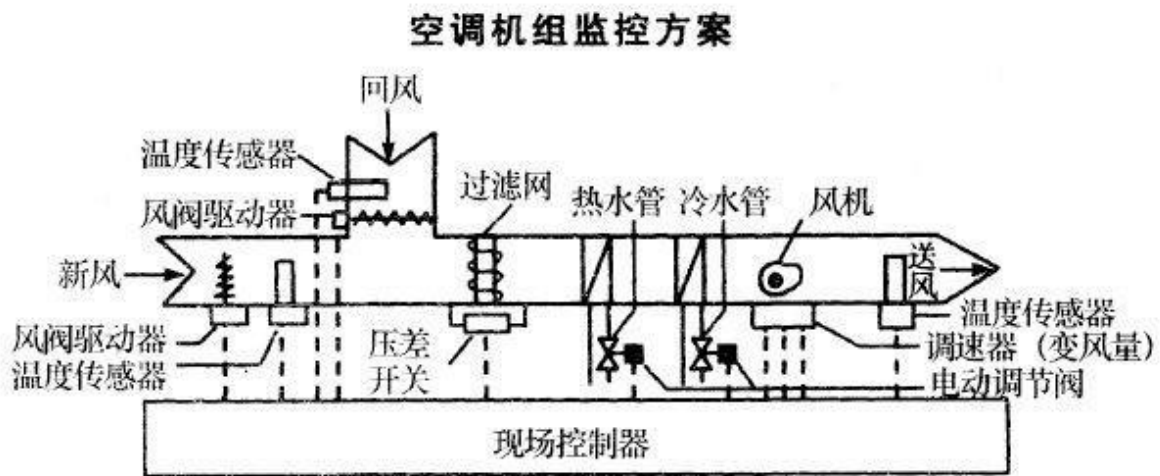 空调机组监控方案
回风
温度传感器
过滤网
热水管
冷水管
风机
风阀驱动器
新风
送风
风阀驱动器
温度传感器
压差
开关
温度传感器
调速器（变风量）
电动调节阀
现场控制器